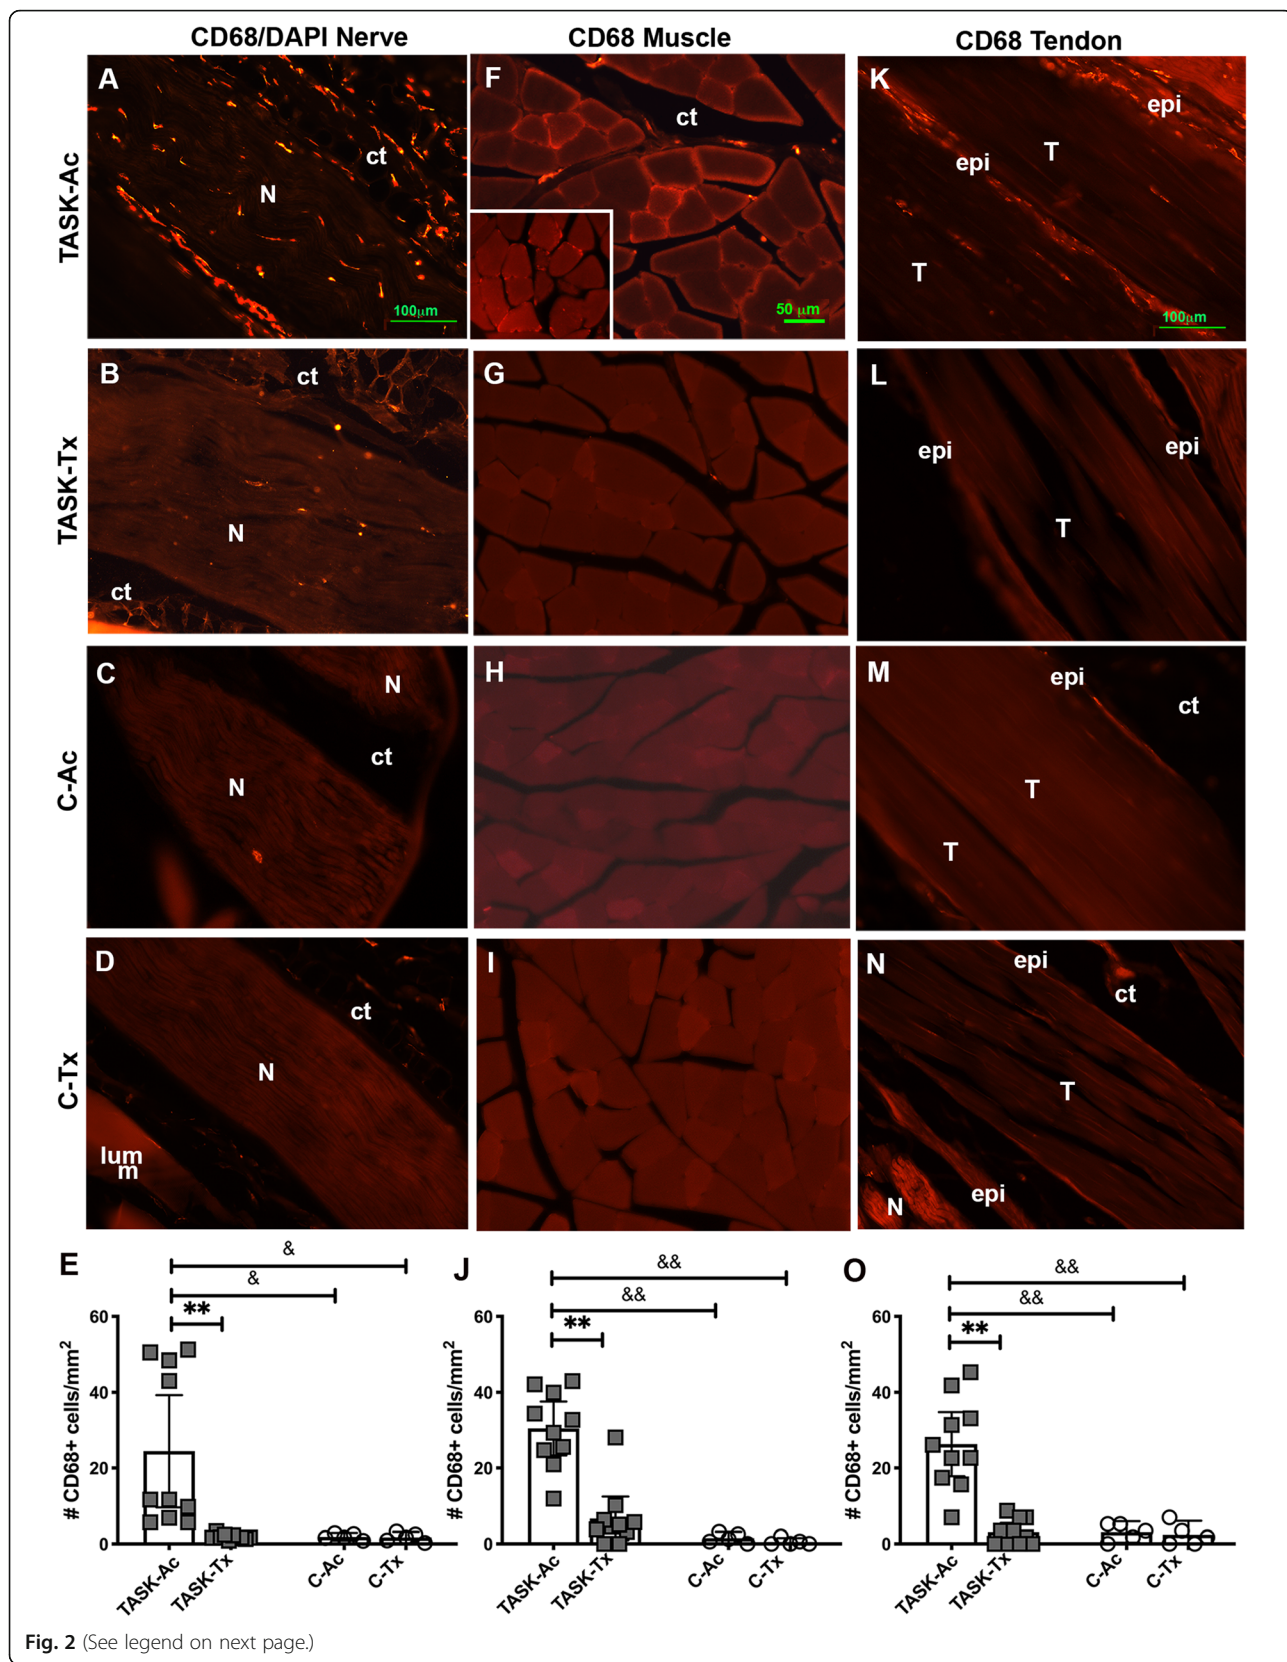 CD68/DAPI Nerve
CD68 Muscle
CD68 Tendon
TASK-Ac
A
N
ct
100µm
F
ct
50 µm
K
epi
T
epi
T
100µm
TASK-Tx
B
ct
N
ct
G
L
epi
epi
T
C-Ac
C
N
ct
N
H
M
epi
ct
T
T
C-Tx
D
ct
N
lum
m
I
N
epi
ct
T
epi
N
E
&
&
**
# CD68+ cells/mm²
60
40
20
0
TASK-Ac
TASK-Tx
C-Ac
C-Tx
J
&&
&&
**
# CD68+ cells/mm²
60
40
20
0
TASK-Ac
TASK-Tx
C-Ac
C-Tx
O
&&
&&
**
# CD68+ cells/mm²
60
40
20
0
TASK-Ac
TASK-Tx
C-Ac
C-Tx
Fig. 2 (See legend on next page.)